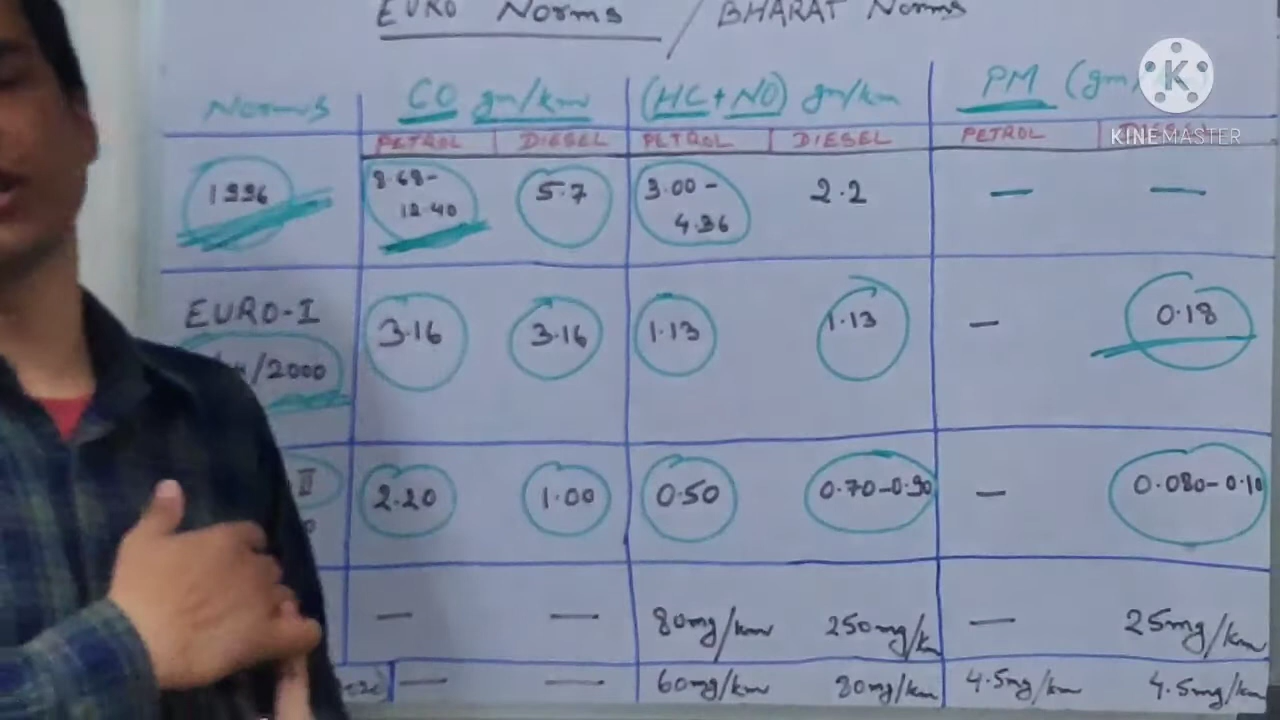 EURO Norms / BHARAT Norms
Norms CO gm/km (HC+NO) gm/km PM (gm
K
KINEMASTER
PETROL DIESEL PETROL DIESEL PETROL DIESEL
1996 8.68- 5.7 3.00- 2.2 — —
12.40 4.36
EURO-I 3.16 3.16 1.13 1.13 — 0.18
/2000
II 2.20 1.00 0.50 0.70-0.90 — 0.080-0.10
— — 80mg/km 250mg/k — 25mg/km
— — 60mg/km 80mg/km 4.5mg/km 4.5mg/km